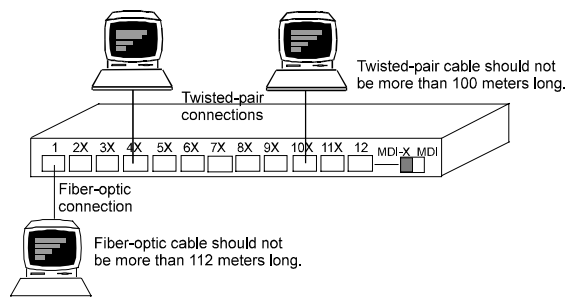 Twisted-pair cable should not
be more than 100 meters long.
Twisted-pair
connections
1 2X 3X 4X 5X 6X 7X 8X 9X 10X 11X 12 MDI-X MDI
Fiber-optic
connection
Fiber-optic cable should not
be more than 112 meters long.